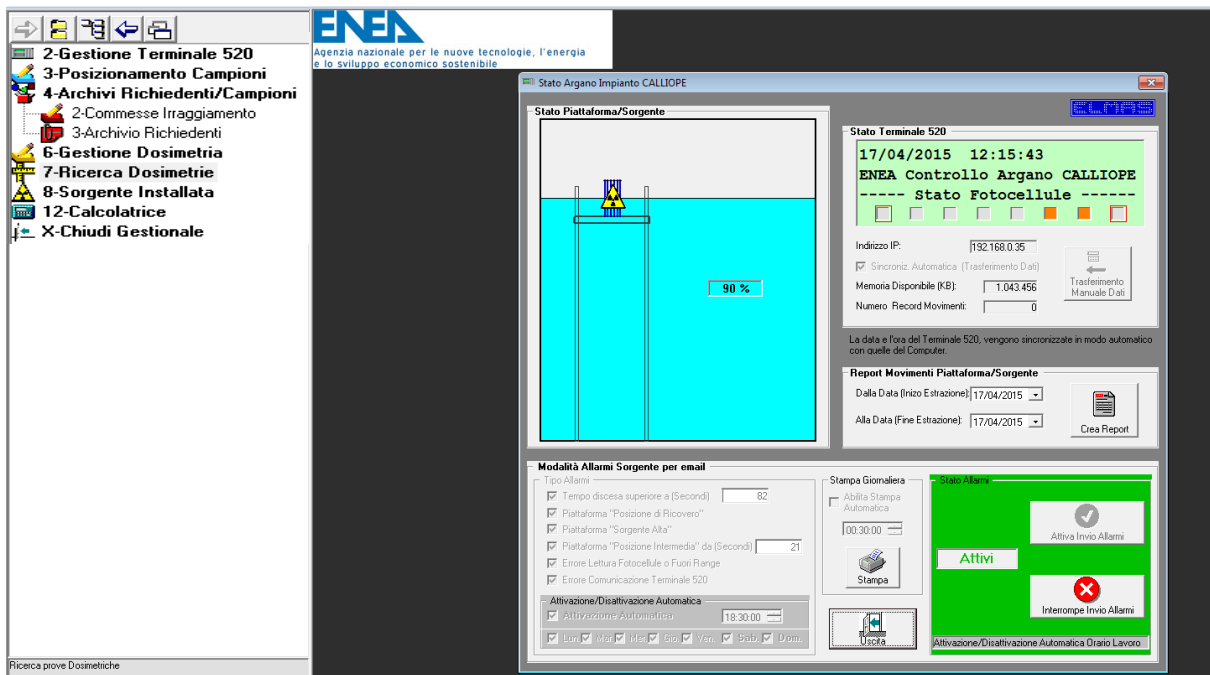 2-Gestione Terminale 520
3-Posizionamento Campioni
4-Archivi Richiedenti/Campioni
2-Commesse Irraggiamento
3-Archivio Richiedenti
6-Gestione Dosimetria
7-Ricerca Dosimetrie
8-Sorgente Installata
12-Calcolatrice
X-Chiudi Gestionale
Ricerca prove Dosimetriche
ENEA
Agenzia nazionale per le nuove tecnologie, l'energia
e lo sviluppo economico sostenibile
Stato Argano Impianto CALLIOPE
Stato Piattaforma/Sorgente
90 %
ELMAS
Stato Terminale 520
17/04/2015 12:15:43
ENEA Controllo Argano CALLIOPE
----- Stato Fotocellule ------
Indirizzo IP: 192.168.0.35
Sincroniz. Automatica (Trasferimento Dati)
Memoria Disponibile (KB): 1.043.456
Numero Record Movimenti: 0
Trasferimento
Manuale Dati
La data e l'ora del Terminale 520, vengono sincronizzate in modo automatico
con quelle del Computer.
Report Movimenti Piattaforma/Sorgente
Dalla Data (Inizo Estrazione): 17/04/2015
Alla Data (Fine Estrazione): 17/04/2015
Crea Report
Modalità Allarmi Sorgente per email
Tipo Allarmi
Tempo discesa superiore a (Secondi) 82
Piattaforma "Posizione di Ricovero"
Piattaforma "Sorgente Alta"
Piattaforma "Posizione Intermedia" da (Secondi) 21
Errore Lettura Fotocellule o Fuori Range
Errore Comunicazione Terminale 520
Attivazione/Disattivazione Automatica
Attivazione Automatica 18:30:00
Lun. Mar. Mer. Gio. Ven. Sab. Dom.
Stampa Giornaliera
Abilita Stampa
Automatica
00:30:00
Stampa
Uscita
Stato Allarmi
Attivi
Attiva Invio Allarmi
Interrompe Invio Allarmi
Attivazione/Disattivazione Automatica Orario Lavoro